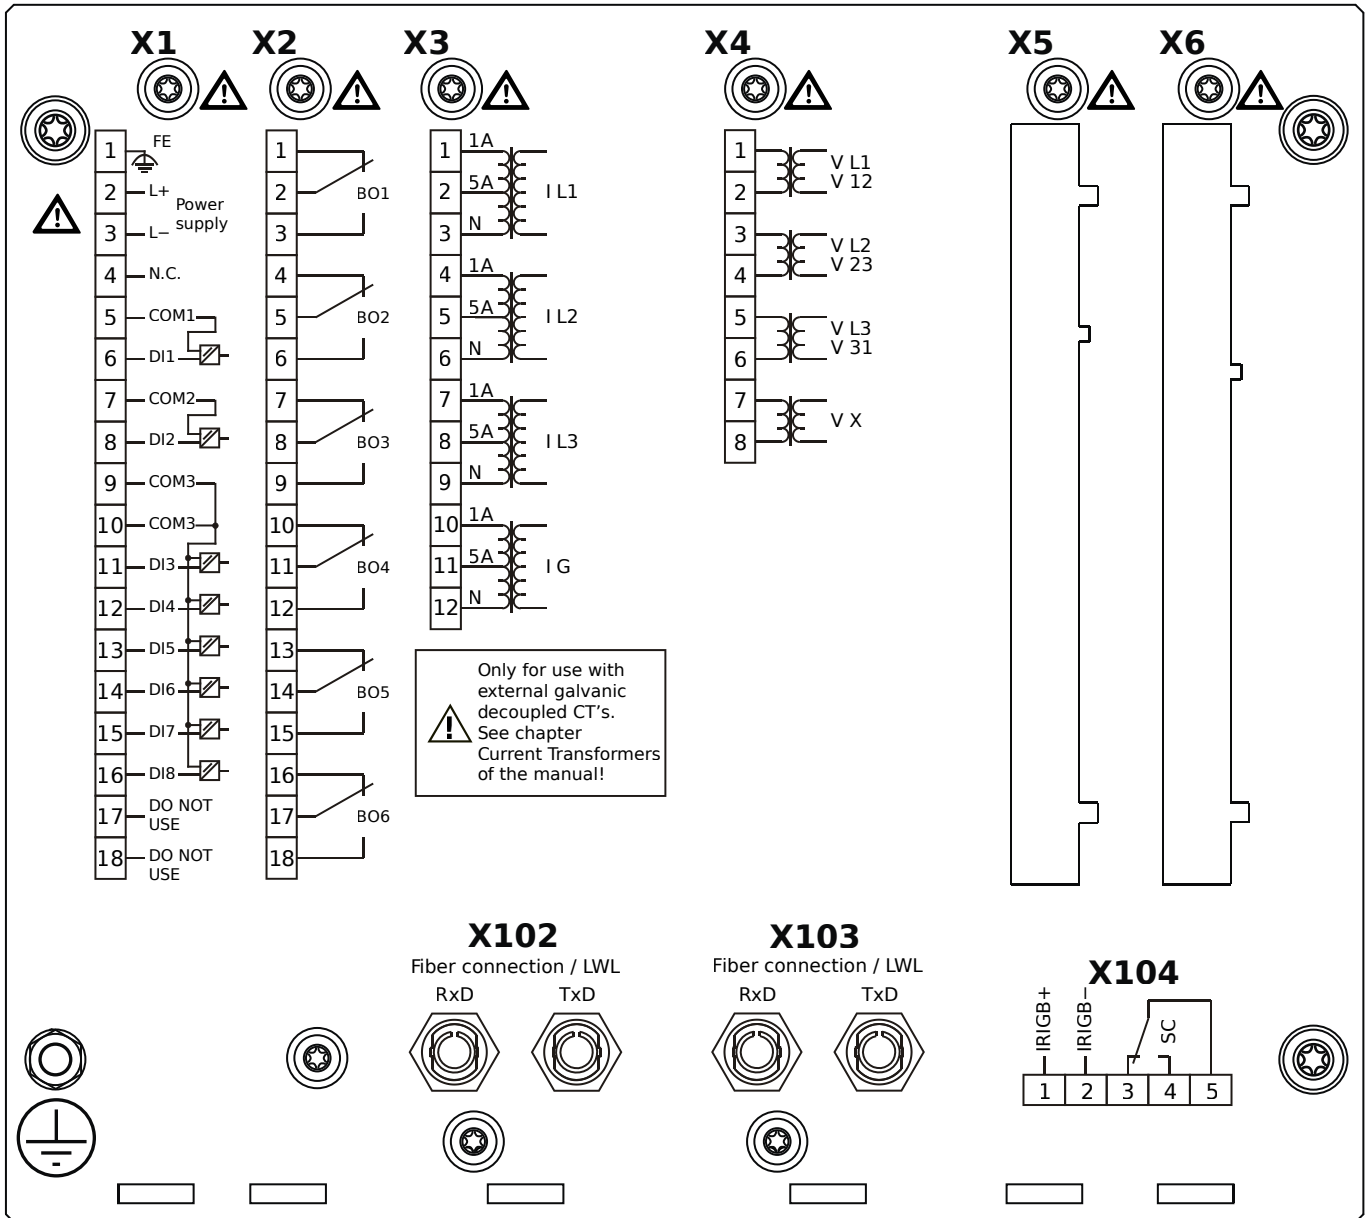 X1
X2
X3
X4
X5
X6
1 FE
2 L+
Power
supply
3 L−
4 N.C.
5 COM1
6 DI1
7 COM2
8 DI2
9 COM3
10 COM3
11 DI3
12 DI4
13 DI5
14 DI6
15 DI7
16 DI8
17 DO NOT
USE
18 DO NOT
USE
1
2 BO1
3
4
5 BO2
6
7
8 BO3
9
10
11 BO4
12
13
14 BO5
15
16
17 BO6
18
1 1A
2 5A I L1
3 N
4 1A
5 5A I L2
6 N
7 1A
8 5A I L3
9 N
10 1A
11 5A I G
12 N
Only for use with
external galvanic
decoupled CT's.
See chapter
Current Transformers
of the manual!
1 V L1
2 V 12
3 V L2
4 V 23
5 V L3
6 V 31
7 V X
8
X102
Fiber connection / LWL
RxD TxD
X103
Fiber connection / LWL
RxD TxD
X104
IRIGB+
IRIGB−
SC
1 2 3 4 5